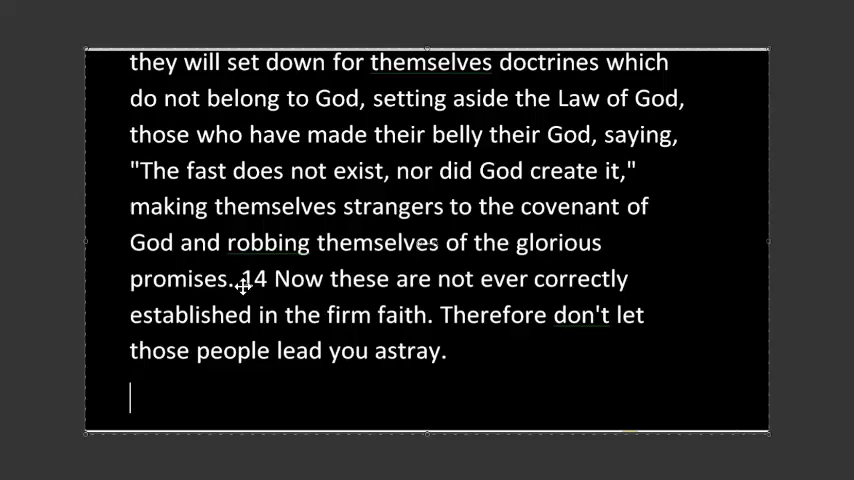 they will set down for themselves doctrines which
do not belong to God, setting aside the Law of God,
those who have made their belly their God, saying,
"The fast does not exist, nor did God create it,"
making themselves strangers to the covenant of
God and robbing themselves of the glorious
promises. 14 Now these are not ever correctly
established in the firm faith. Therefore don't let
those people lead you astray.